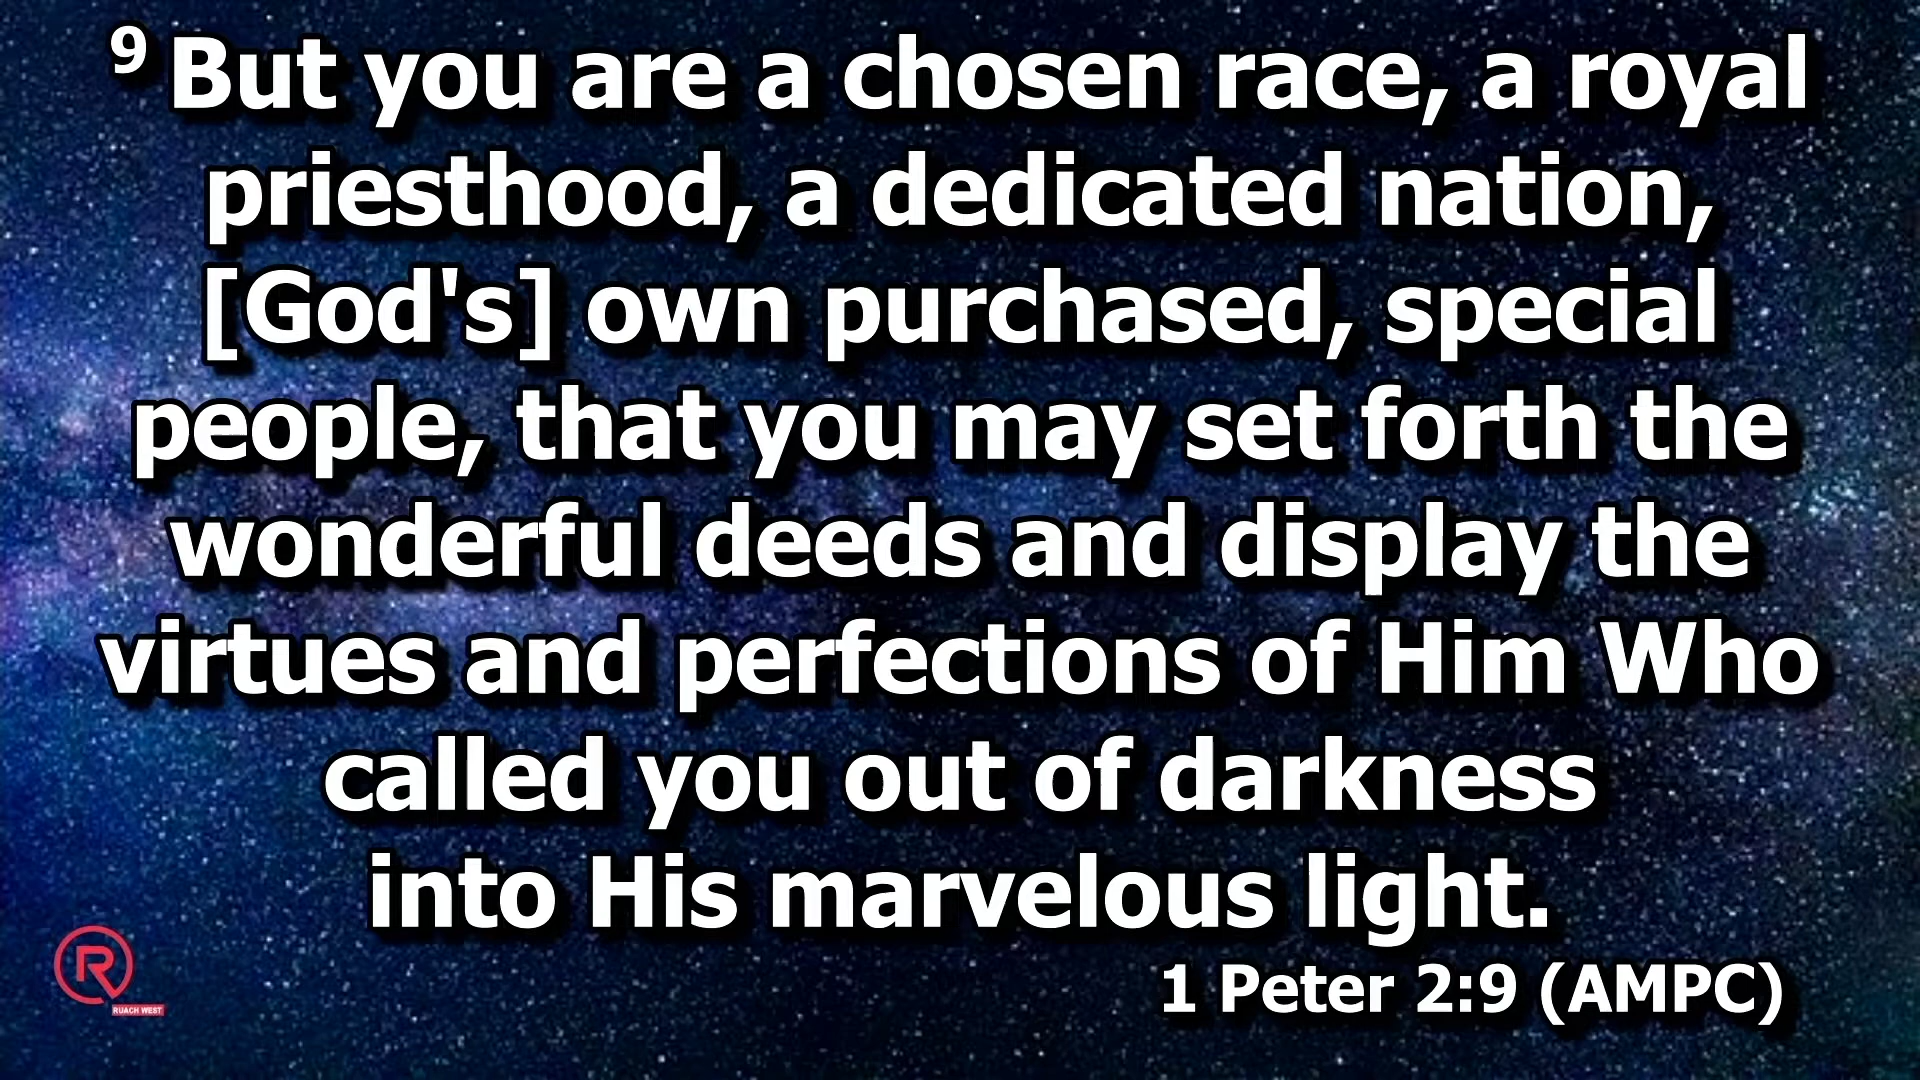 9 But you are a chosen race, a royal
priesthood, a dedicated nation,
[God's] own purchased, special
people, that you may set forth the
wonderful deeds and display the
virtues and perfections of Him Who
called you out of darkness
into His marvelous light.
1 Peter 2:9 (AMPC)
R
RUACH WEST